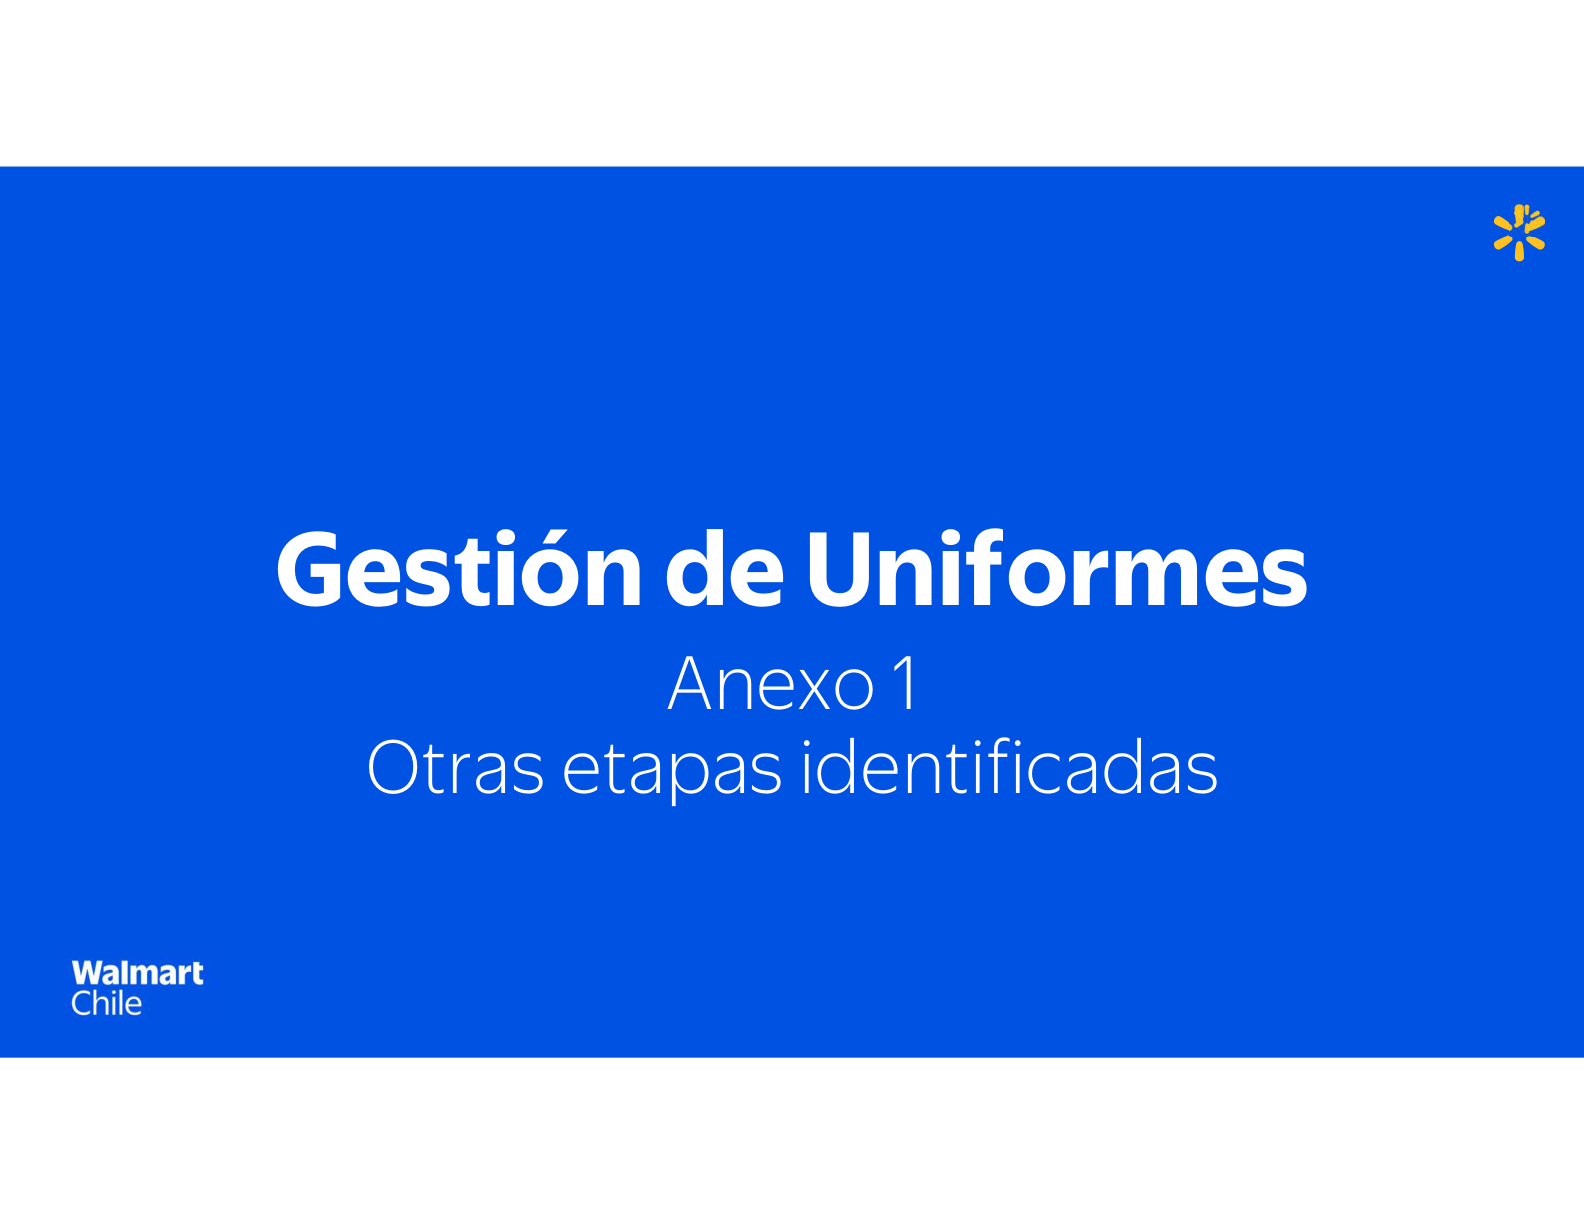 Gestión de Uniformes
Anexo 1
Otras etapas identificadas
Walmart
Chile